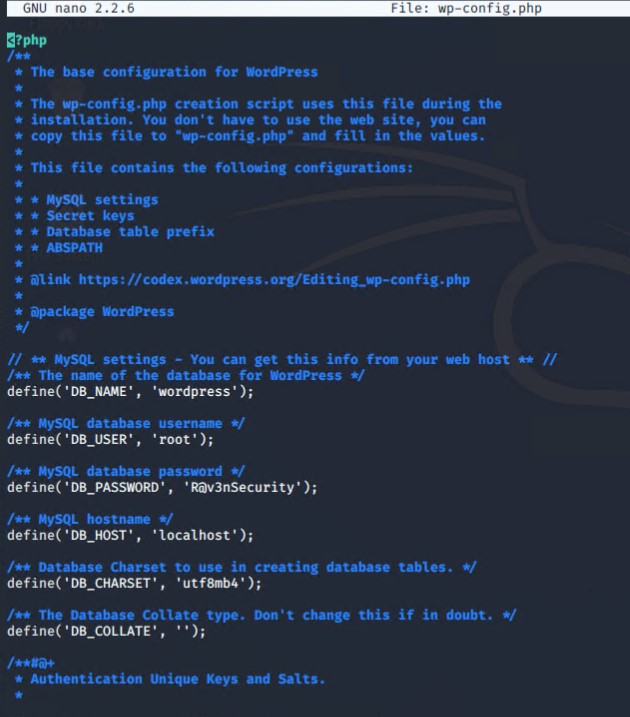 GNU nano 2.2.6 File: wp-config.php
<?php
/**
 * The base configuration for WordPress
 *
 * The wp-config.php creation script uses this file during the
 * installation. You don't have to use the web site, you can
 * copy this file to "wp-config.php" and fill in the values.
 *
 * This file contains the following configurations:
 *
 * * MySQL settings
 * * Secret keys
 * * Database table prefix
 * * ABSPATH
 *
 * @link https://codex.wordpress.org/Editing_wp-config.php
 *
 * @package WordPress
 */
// ** MySQL settings - You can get this info from your web host ** //
/** The name of the database for WordPress */
define('DB_NAME', 'wordpress');
/** MySQL database username */
define('DB_USER', 'root');
/** MySQL database password */
define('DB_PASSWORD', 'R@v3nSecurity');
/** MySQL hostname */
define('DB_HOST', 'localhost');
/** Database Charset to use in creating database tables. */
define('DB_CHARSET', 'utf8mb4');
/** The Database Collate type. Don't change this if in doubt. */
define('DB_COLLATE', '');
/**#@+
 * Authentication Unique Keys and Salts.
 *